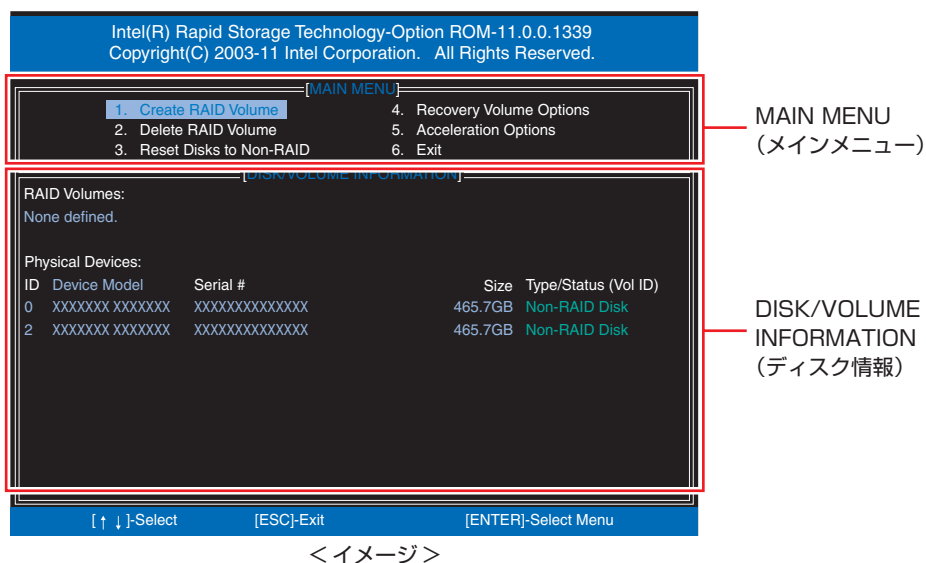 Intel(R) Rapid Storage Technology-Option ROM-11.0.0.1339
Copyright(C) 2003-11 Intel Corporation. All Rights Reserved.
[MAIN MENU]
1. Create RAID Volume 4. Recovery Volume Options
2. Delete RAID Volume 5. Acceleration Options
3. Reset Disks to Non-RAID 6. Exit
MAIN MENU
（メインメニュー）
[DISK/VOLUME INFORMATION]
RAID Volumes:
None defined.
Physical Devices:
ID Device Model Serial # Size Type/Status (Vol ID)
0 XXXXXXX XXXXXXX XXXXXXXXXXXXXX 465.7GB Non-RAID Disk
2 XXXXXXX XXXXXXX XXXXXXXXXXXXXX 465.7GB Non-RAID Disk
DISK/VOLUME
INFORMATION
（ディスク情報）
[↑↓]-Select [ESC]-Exit [ENTER]-Select Menu
＜イメージ＞